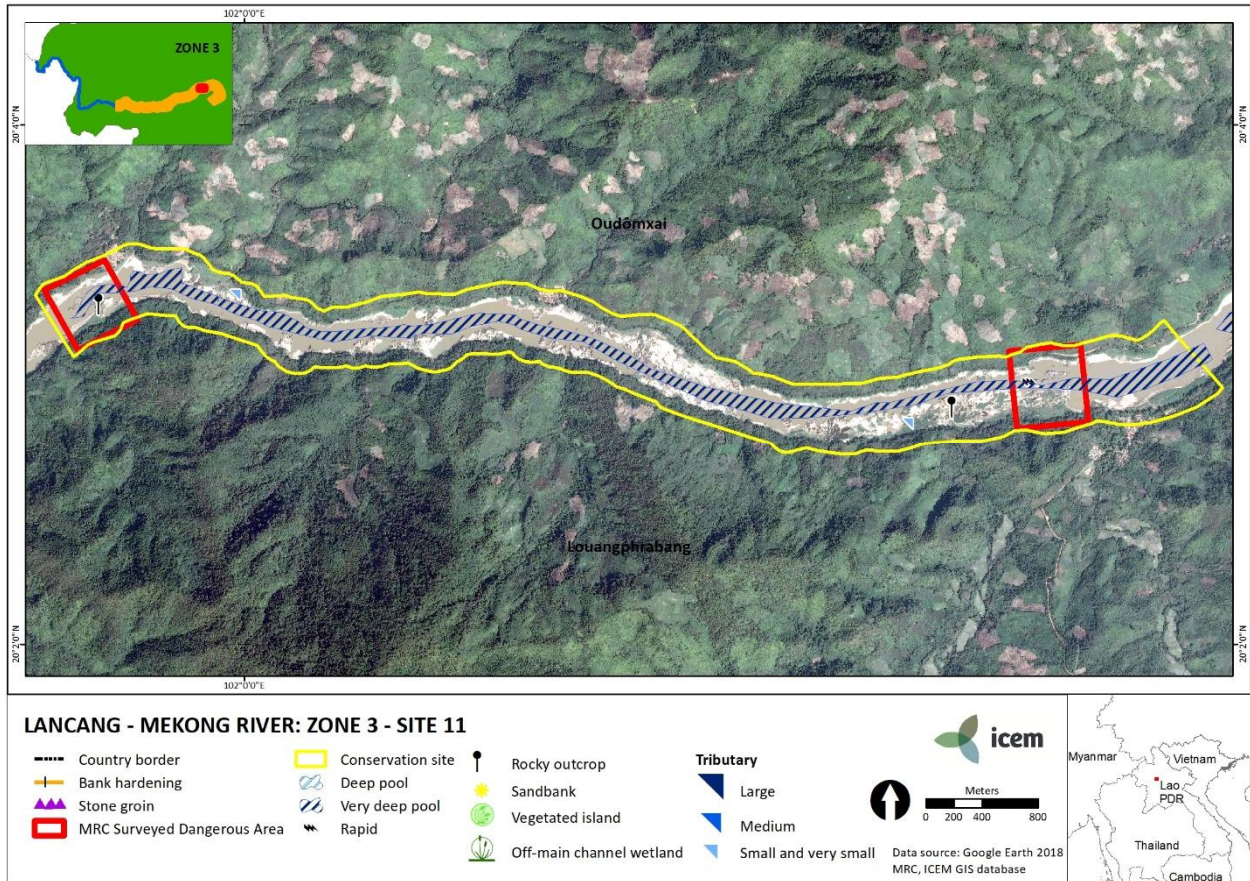 102°0'0"E
ZONE 3
20°4'0"N
20°4'0"N
Oudômxai
Louangphrabang
20°2'0"N
20°2'0"N
102°0'0"E
LANCANG - MEKONG RIVER: ZONE 3 - SITE 11
Country border
Bank hardening
Stone groin
MRC Surveyed Dangerous Area
Conservation site
Deep pool
Very deep pool
Rapid
Rocky outcrop
Sandbank
Vegetated island
Off-main channel wetland
Tributary
Large
Medium
Small and very small
icem
Meters
0 200 400 800
Data source: Google Earth 2018
MRC, ICEM GIS database
Myanmar
Vietnam
Lao
PDR
Thailand
Cambodia